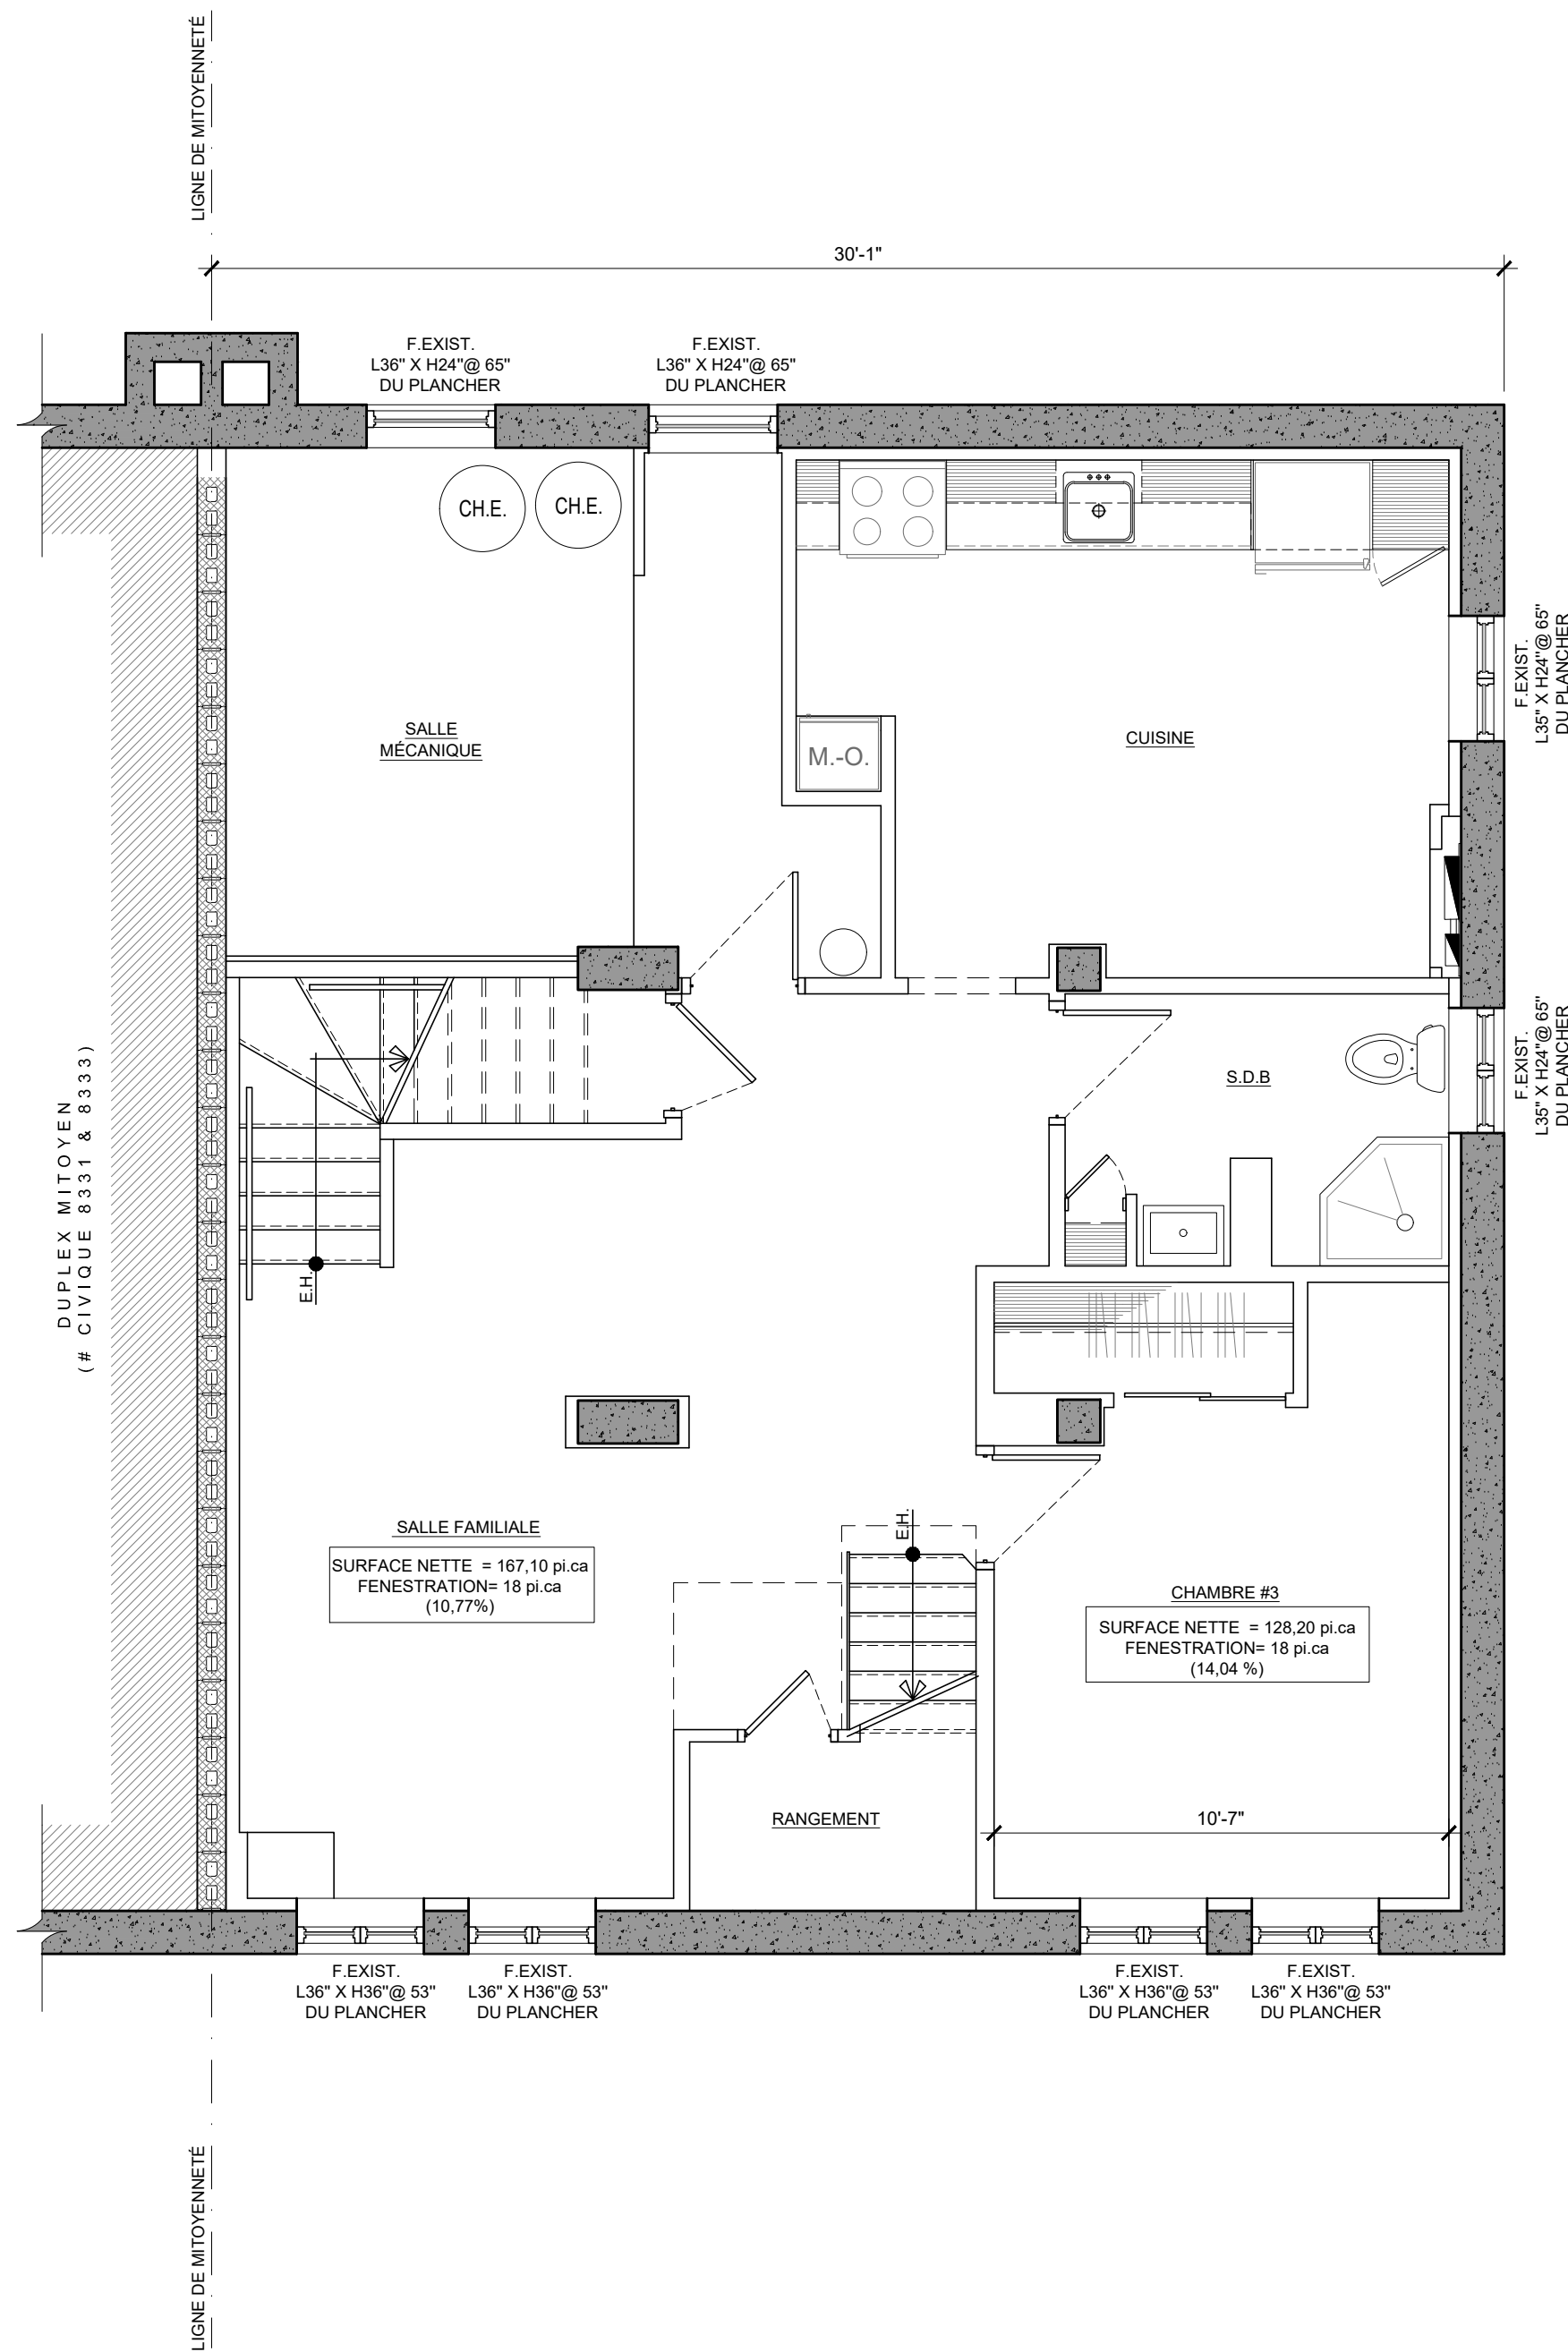 LIGNE DE MITOYENNETÉ
30'-1"
F.EXIST.
L36" X H24"@ 65"
DU PLANCHER
F.EXIST.
L36" X H24"@ 65"
DU PLANCHER
CH.E.
CH.E.
F.EXIST.
L35" X H24"@ 65"
DU PLANCHER
SALLE
MÉCANIQUE
M.-O.
CUISINE
F.EXIST.
L35" X H24"@ 65"
DU PLANCHER
S.D.B
DUPLEX MITOYEN
(# CIVIQUE 8331 & 8333)
E.H.
E.H.
SALLE FAMILIALE
SURFACE NETTE = 167,10 pi.ca
FENESTRATION= 18 pi.ca
(10,77%)
CHAMBRE #3
SURFACE NETTE = 128,20 pi.ca
FENESTRATION= 18 pi.ca
(14,04 %)
RANGEMENT
10'-7"
F.EXIST.
L36" X H36"@ 53"
DU PLANCHER
F.EXIST.
L36" X H36"@ 53"
DU PLANCHER
F.EXIST.
L36" X H36"@ 53"
DU PLANCHER
F.EXIST.
L36" X H36"@ 53"
DU PLANCHER
LIGNE DE MITOYENNETÉ